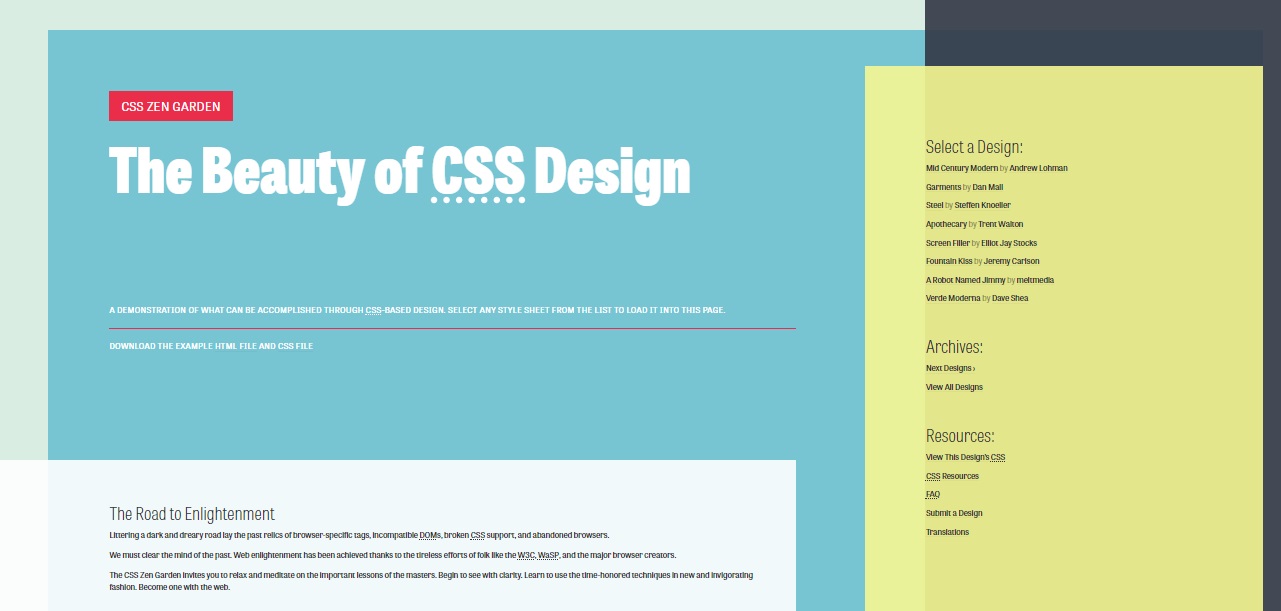 CSS ZEN GARDEN
The Beauty of CSS Design
A DEMONSTRATION OF WHAT CAN BE ACCOMPLISHED THROUGH CSS-BASED DESIGN. SELECT ANY STYLE SHEET FROM THE LIST TO LOAD IT INTO THIS PAGE.
DOWNLOAD THE EXAMPLE HTML FILE AND CSS FILE
The Road to Enlightenment
Littering a dark and dreary road lay the past relics of browser-specific tags, incompatible DOMs, broken CSS support, and abandoned browsers.
We must clear the mind of the past. Web enlightenment has been achieved thanks to the tireless efforts of folk like the W3C, WaSP, and the major browser creators.
The CSS Zen Garden invites you to relax and meditate on the important lessons of the masters. Begin to see with clarity. Learn to use the time-honored techniques in new and invigorating
fashion. Become one with the web.
Select a Design:
Mid Century Modern by Andrew Lohman
Garments by Dan Mall
Steel by Steffen Knoeller
Apothecary by Trent Walton
Screen Filler by Elliot Jay Stocks
Fountain Kiss by Jeremy Carlson
A Robot Named Jimmy by meltmedia
Verde Moderna by Dave Shea
Archives:
Next Designs ›
View All Designs
Resources:
View This Design's CSS
CSS Resources
FAQ
Submit a Design
Translations